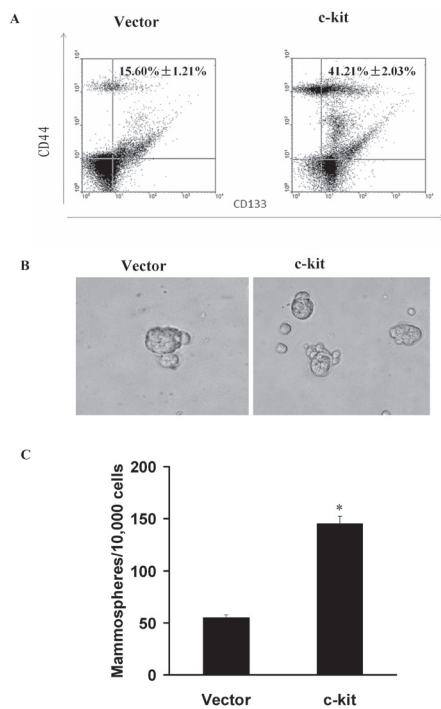 A
Vector
c-kit
15.60%±1.21%
41.21%±2.03%
CD44
CD133
B
Vector
c-kit
C
Mammospheres/10,000 cells
200
150
100
50
0
*
Vector
c-kit